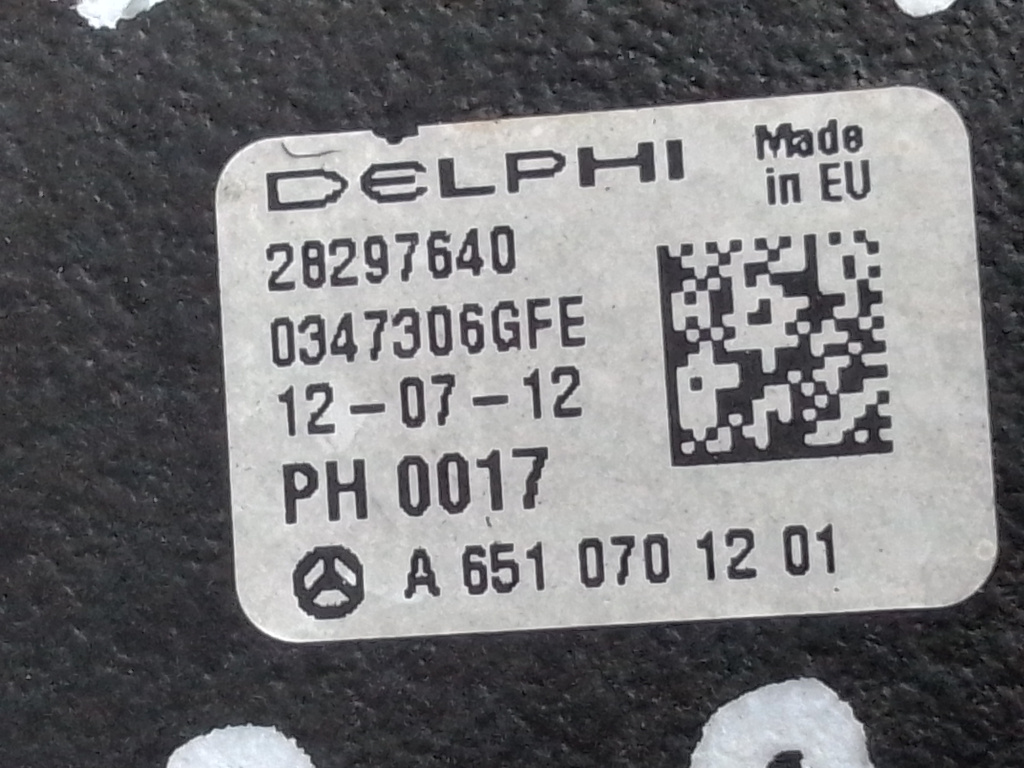 DELPHI
Made
in EU
28297640
0347306GFE
12-07-12
PH 0017
A 651 070 12 01